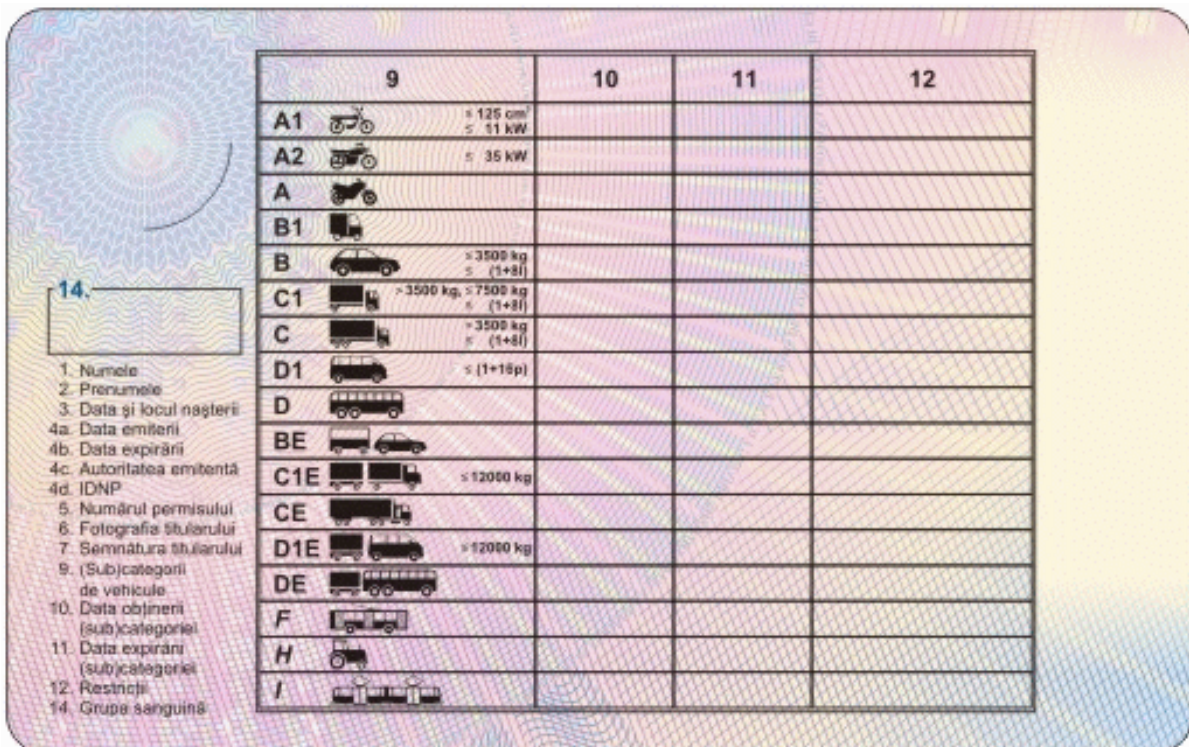 9 10 11 12
A1 ≤ 125 cm³
≤ 11 kW
A2 ≤ 35 kW
A
B1
B ≤ 3500 kg
≤ (1+8l)
C1 > 3500 kg, ≤ 7500 kg
≤ (1+8l)
C > 3500 kg
≤ (1+8l)
D1 ≤ (1+16p)
D
BE
C1E ≤ 12000 kg
CE
D1E ≤ 12000 kg
DE
F
H
I
14.
1. Numele
2. Prenumele
3. Data și locul nașterii
4a. Data emiterii
4b. Data expirării
4c. Autoritatea emitentă
4d. IDNP
5. Numărul permisului
6. Fotografia titularului
7. Semnătura titularului
9. (Sub)categorii
de vehicule
10. Data obținerii
(sub)categoriei
11. Data expirării
(sub)categoriei
12. Restricții
14. Grupa sanguină